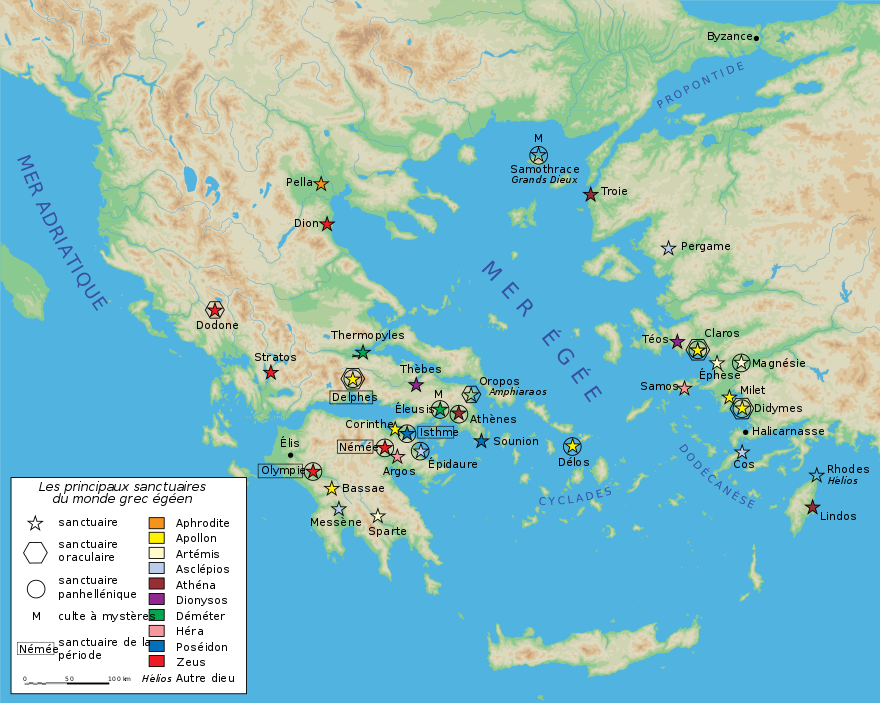 Byzance
PROPONTIDE
M
Samothrace
Grands Dieux
Troie
MER ADRIATIQUE
Pella
Dion
Pergame
MER ÉGÉE
Dodone
Thermopyles
Téos
Claros
Stratos
Thèbes
Éphèse
Magnésie
Delphes
Oropos
Amphiaraos
Samos
Milet
M
Éleusis
Athènes
Didymes
Corinthe
Isthme
Sounion
Halicarnasse
Élis
Némée
Argos
Épidaure
Délos
DODÉCANÈSE
Cos
Olympie
Rhodes
Hélios
Bassae
CYCLADES
Messène
Sparte
Lindos
Les principaux sanctuaires
du monde grec égéen
sanctuaire
sanctuaire
oraculaire
sanctuaire
panhellénique
M culte à mystères
Némée sanctuaire de la
période
0 50 100 km
Aphrodite
Apollon
Artémis
Asclépios
Athéna
Dionysos
Déméter
Héra
Poséidon
Zeus
Hélios Autre dieu